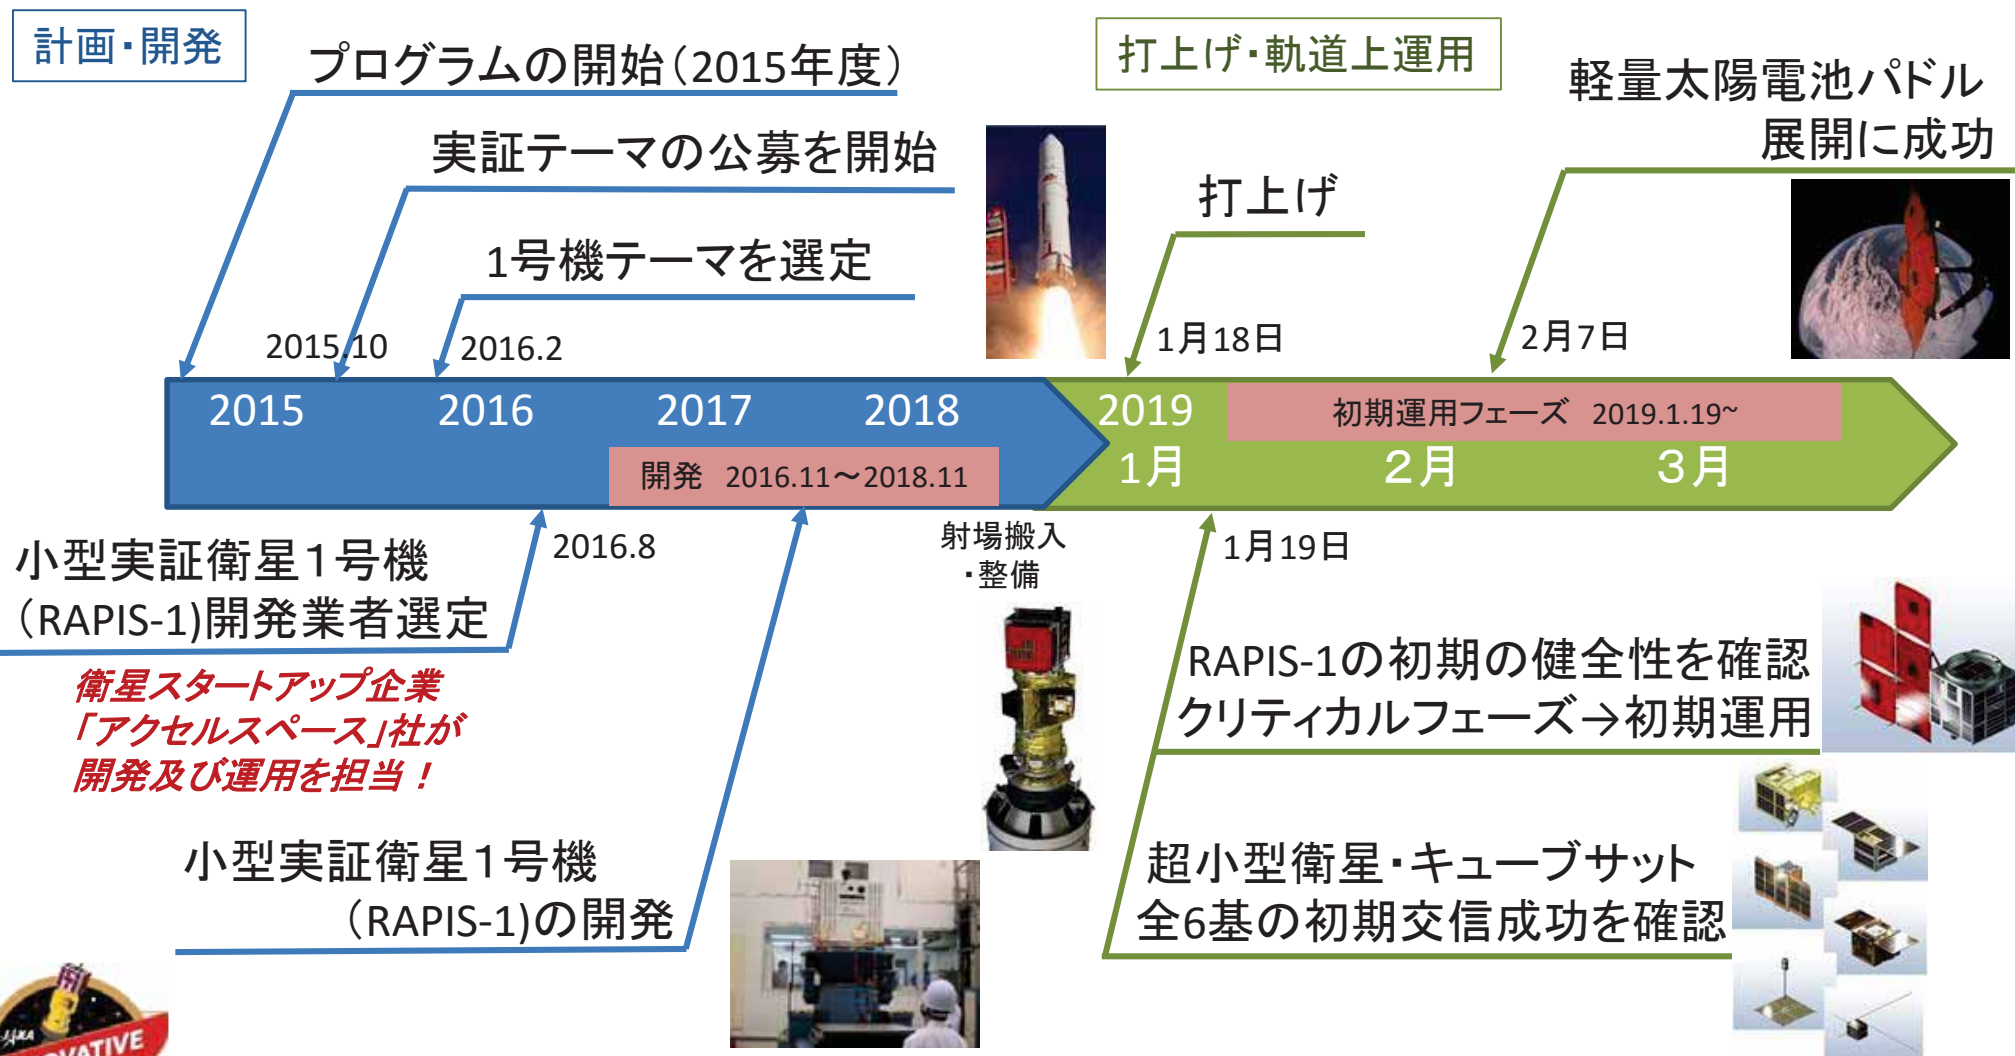 計画・開発
プログラムの開始（2015年度）
実証テーマの公募を開始
1号機テーマを選定
2015.10
2016.2
2015
2016
2017
2018
開発 2016.11～2018.11
2016.8
小型実証衛星１号機
（RAPIS-1)開発業者選定
衛星スタートアップ企業
「アクセルスペース」社が
開発及び運用を担当！
小型実証衛星１号機
（RAPIS-1)の開発
射場搬入
・整備
打上げ・軌道上運用
打上げ
軽量太陽電池パドル
展開に成功
1月18日
2月7日
2019
初期運用フェーズ 2019.1.19~
1月
２月
３月
1月19日
RAPIS-1の初期の健全性を確認
クリティカルフェーズ→初期運用
超小型衛星・キューブサット
全6基の初期交信成功を確認